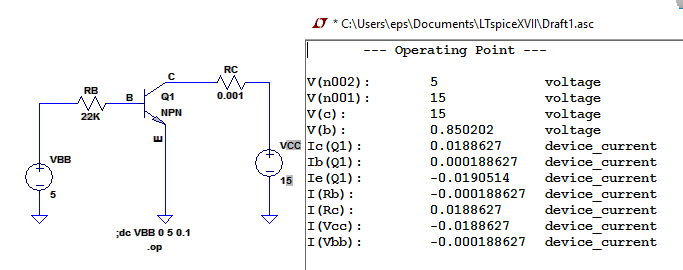 * C:\Users\eps\Documents\LTspiceXVII\Draft1.asc
--- Operating Point ---
V(n002): 5 voltage
V(n001): 15 voltage
V(c): 15 voltage
V(b): 0.850202 voltage
Ic(Q1): 0.0188627 device_current
Ib(Q1): 0.000188627 device_current
Ie(Q1): -0.0190514 device_current
I(Rb): -0.000188627 device_current
I(Rc): 0.0188627 device_current
I(Vcc): -0.0188627 device_current
I(Vbb): -0.000188627 device_current
C
RC
0.001
RB
22K
B
Q1
NPN
E
VCC
15
VBB
5
;dc VBB 0 5 0.1
.op